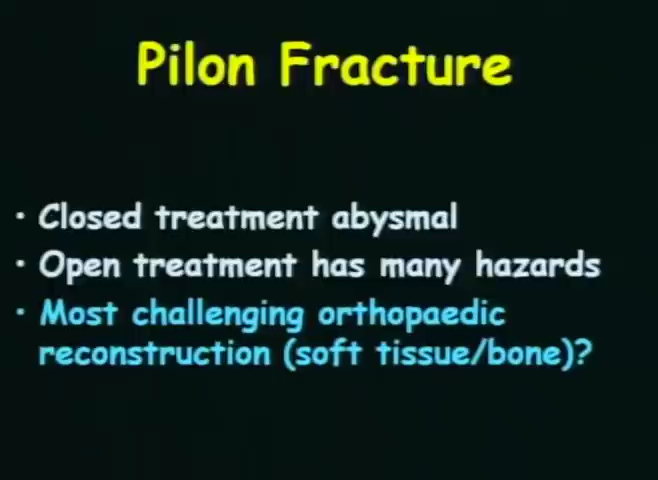 Pilon Fracture
· Closed treatment abysmal
· Open treatment has many hazards
· Most challenging orthopaedic
reconstruction (soft tissue/bone)?